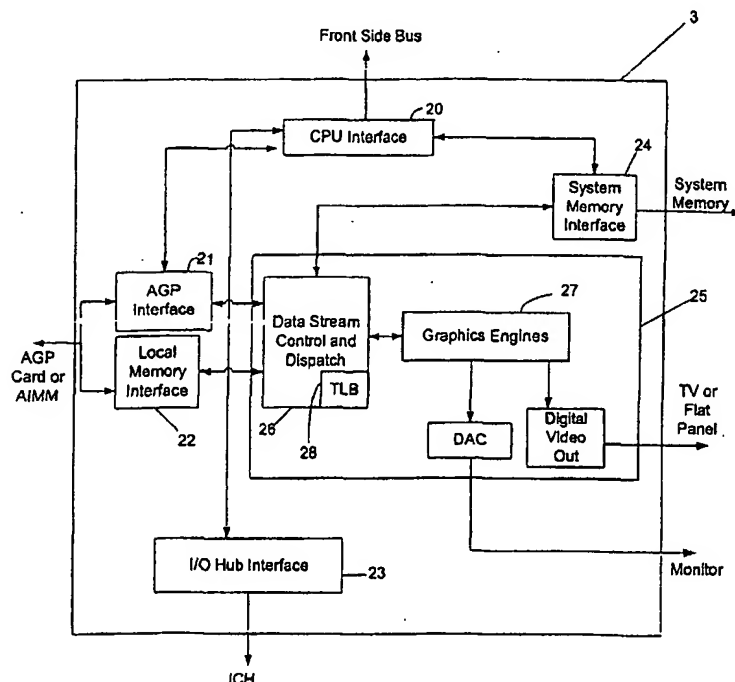 Front Side Bus
3
20
CPU Interface
24
System
Memory
Interface
System
Memory
21
AGP
Interface
Local
Memory
Interface
22
AGP
Card or
AIMM
Data Stream
Control and
Dispatch
TLB
26
28
27
Graphics Engines
25
DAC
Digital
Video
Out
TV or
Flat
Panel
I/O Hub Interface
23
Monitor
ICH